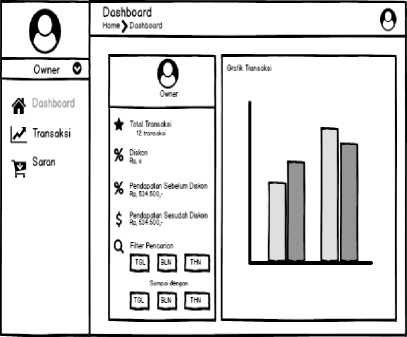 Owner
Dashboard
Transaksi
Saran
Dashboard
Home Dashboard
Owner
Total Transaksi
12 transaksi
Diskon
Pendapatan Sebelum Diskon
Rp. 534.500,-
Pendapatan Sesudah Diskon
Rp. 534.500,-
Filter Pencarian
TGL BLN THN
Sampai dengan
TGL BLN THN
Grafik Transaksi